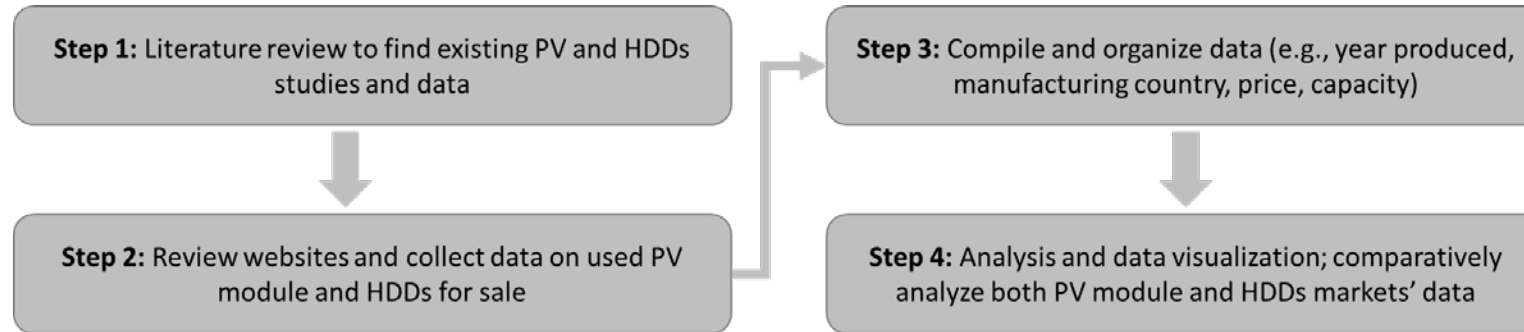 Step 1: Literature review to find existing PV and HDDs
studies and data
Step 2: Review websites and collect data on used PV
module and HDDs for sale
Step 3: Compile and organize data (e.g., year produced,
manufacturing country, price, capacity)
Step 4: Analysis and data visualization; comparatively
analyze both PV module and HDDs markets’ data